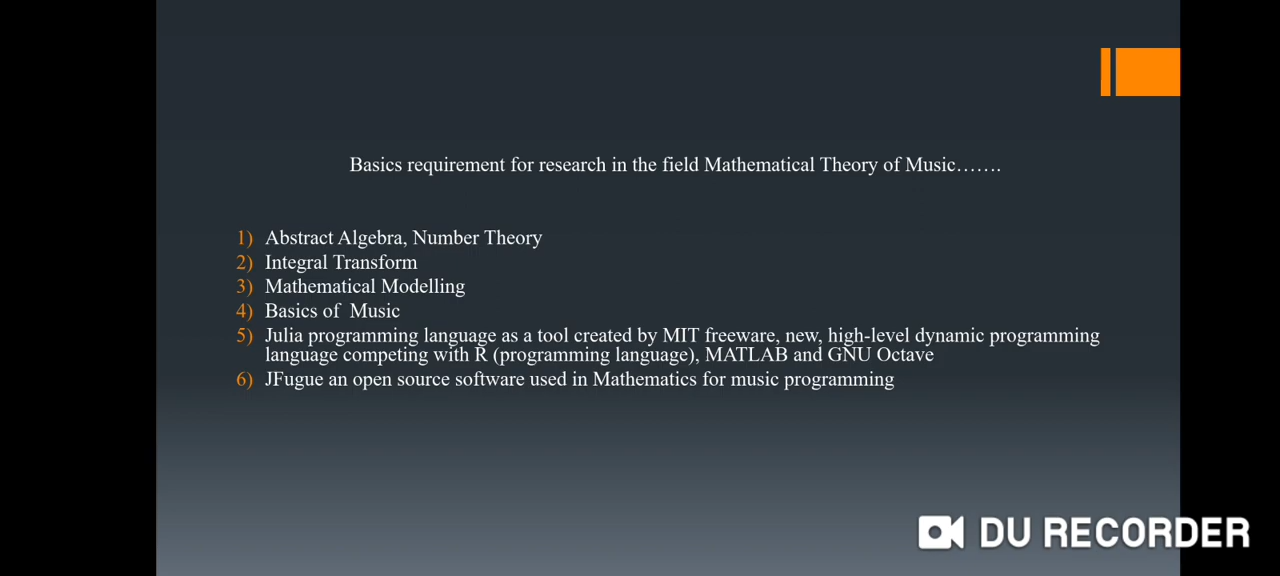 Basics requirement for research in the field Mathematical Theory of Music…….
1) Abstract Algebra, Number Theory
2) Integral Transform
3) Mathematical Modelling
4) Basics of  Music
5) Julia programming language as a tool created by MIT freeware, new, high-level dynamic programming
language competing with R (programming language), MATLAB and GNU Octave
6) JFugue an open source software used in Mathematics for music programming
DU RECORDER